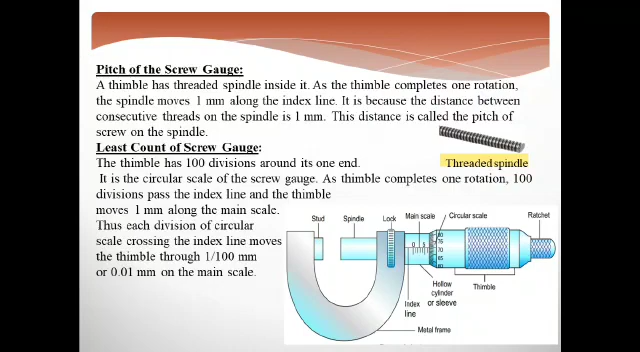 Pitch of the Screw Gauge:
A thimble has threaded spindle inside it. As the thimble completes one rotation,
the spindle moves 1 mm along the index line. It is because the distance between
consecutive threads on the spindle is 1 mm. This distance is called the pitch of
screw on the spindle.
Threaded spindle
Least Count of Screw Gauge:
The thimble has 100 divisions around its one end.
It is the circular scale of the screw gauge. As thimble completes one rotation, 100
divisions pass the index line and the thimble
moves 1 mm along the main scale.
Thus each division of circular
scale crossing the index line moves
the thimble through 1/100 mm
or 0.01 mm on the main scale.
Stud
Spindle
Lock
Main scale
Circular scale
Ratchet
0 5
80
75
70
65
60
Hollow
cylinder
or sleeve
Thimble
Index
line
Metal frame